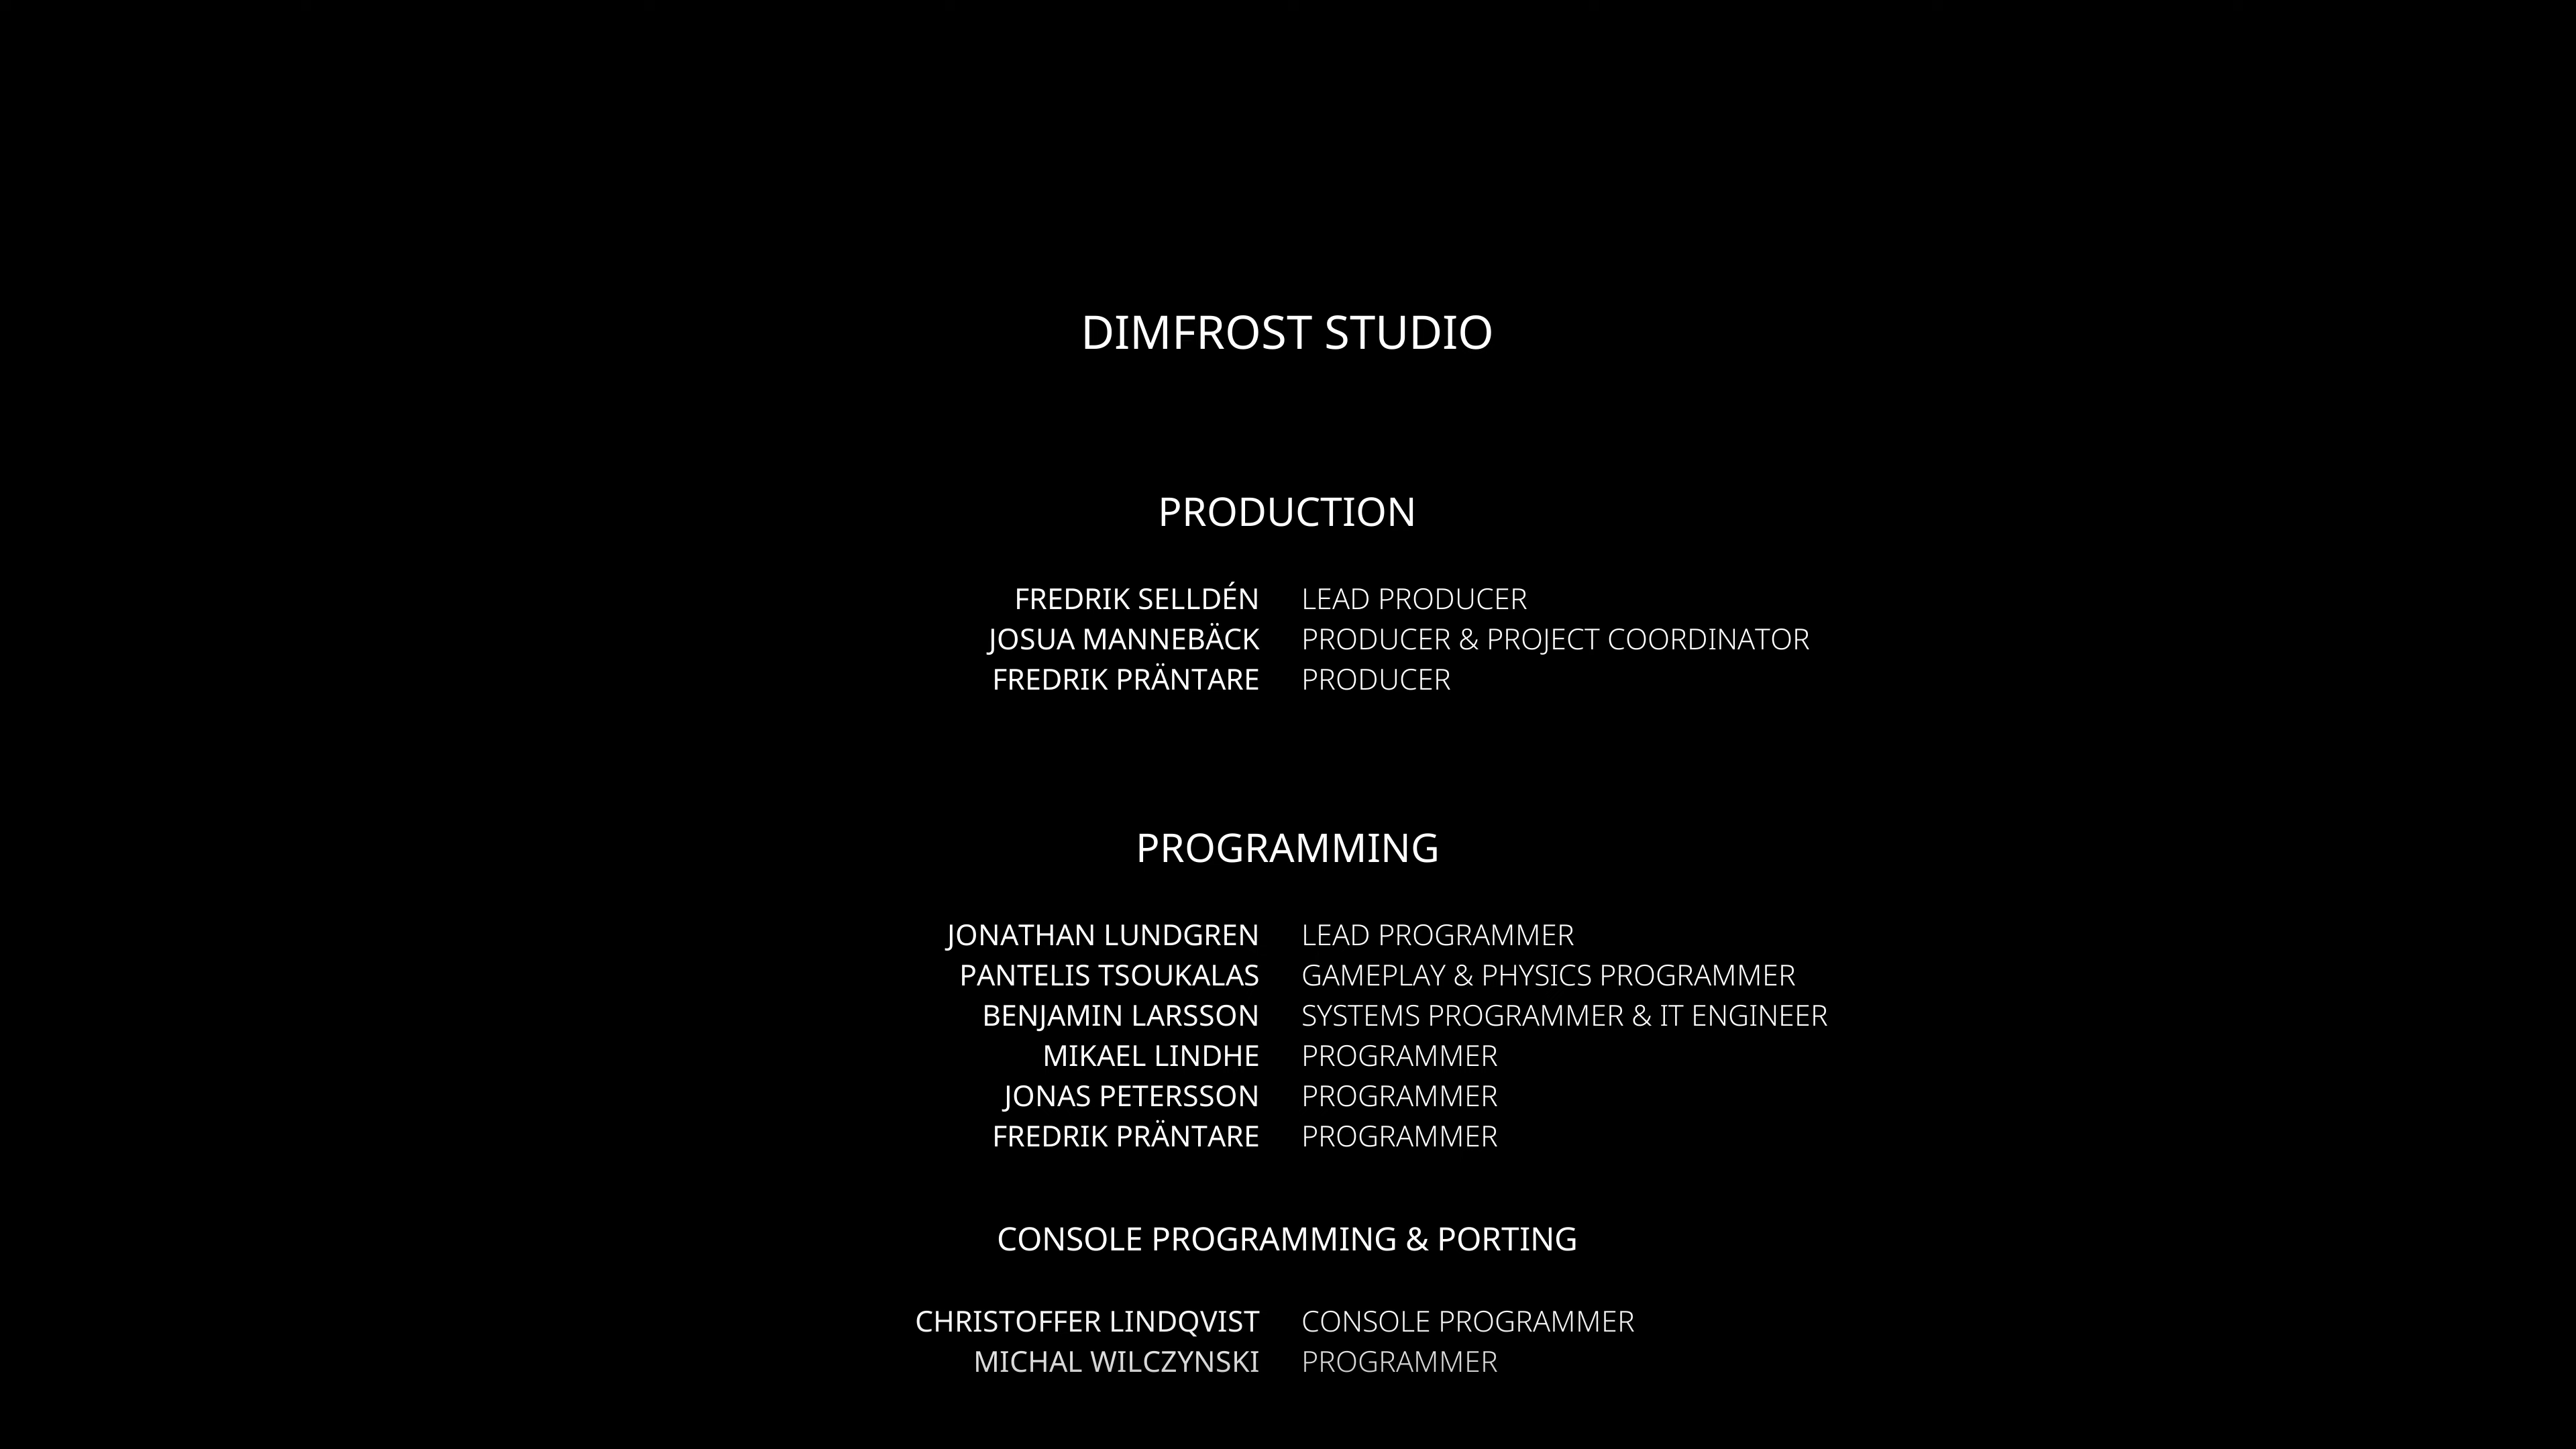 DIMFROST STUDIO
PRODUCTION
FREDRIK SELLDÉN LEAD PRODUCER
JOSUA MANNEBÄCK PRODUCER & PROJECT COORDINATOR
FREDRIK PRÄNTARE PRODUCER
PROGRAMMING
JONATHAN LUNDGREN LEAD PROGRAMMER
PANTELIS TSOUKALAS GAMEPLAY & PHYSICS PROGRAMMER
BENJAMIN LARSSON SYSTEMS PROGRAMMER & IT ENGINEER
MIKAEL LINDHE PROGRAMMER
JONAS PETERSSON PROGRAMMER
FREDRIK PRÄNTARE PROGRAMMER
CONSOLE PROGRAMMING & PORTING
CHRISTOFFER LINDQVIST CONSOLE PROGRAMMER
MICHAL WILCZYNSKI PROGRAMMER